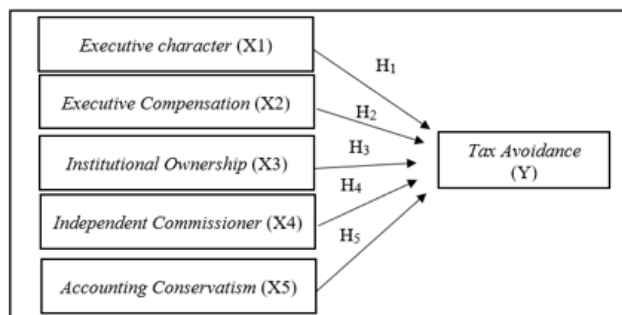 Executive character (X1)
H₁
Executive Compensation (X2)
H₂
Institutional Ownership (X3)
H₃
Tax Avoidance
(Y)
H₄
Independent Commissioner (X4)
H₅
Accounting Conservatism (X5)